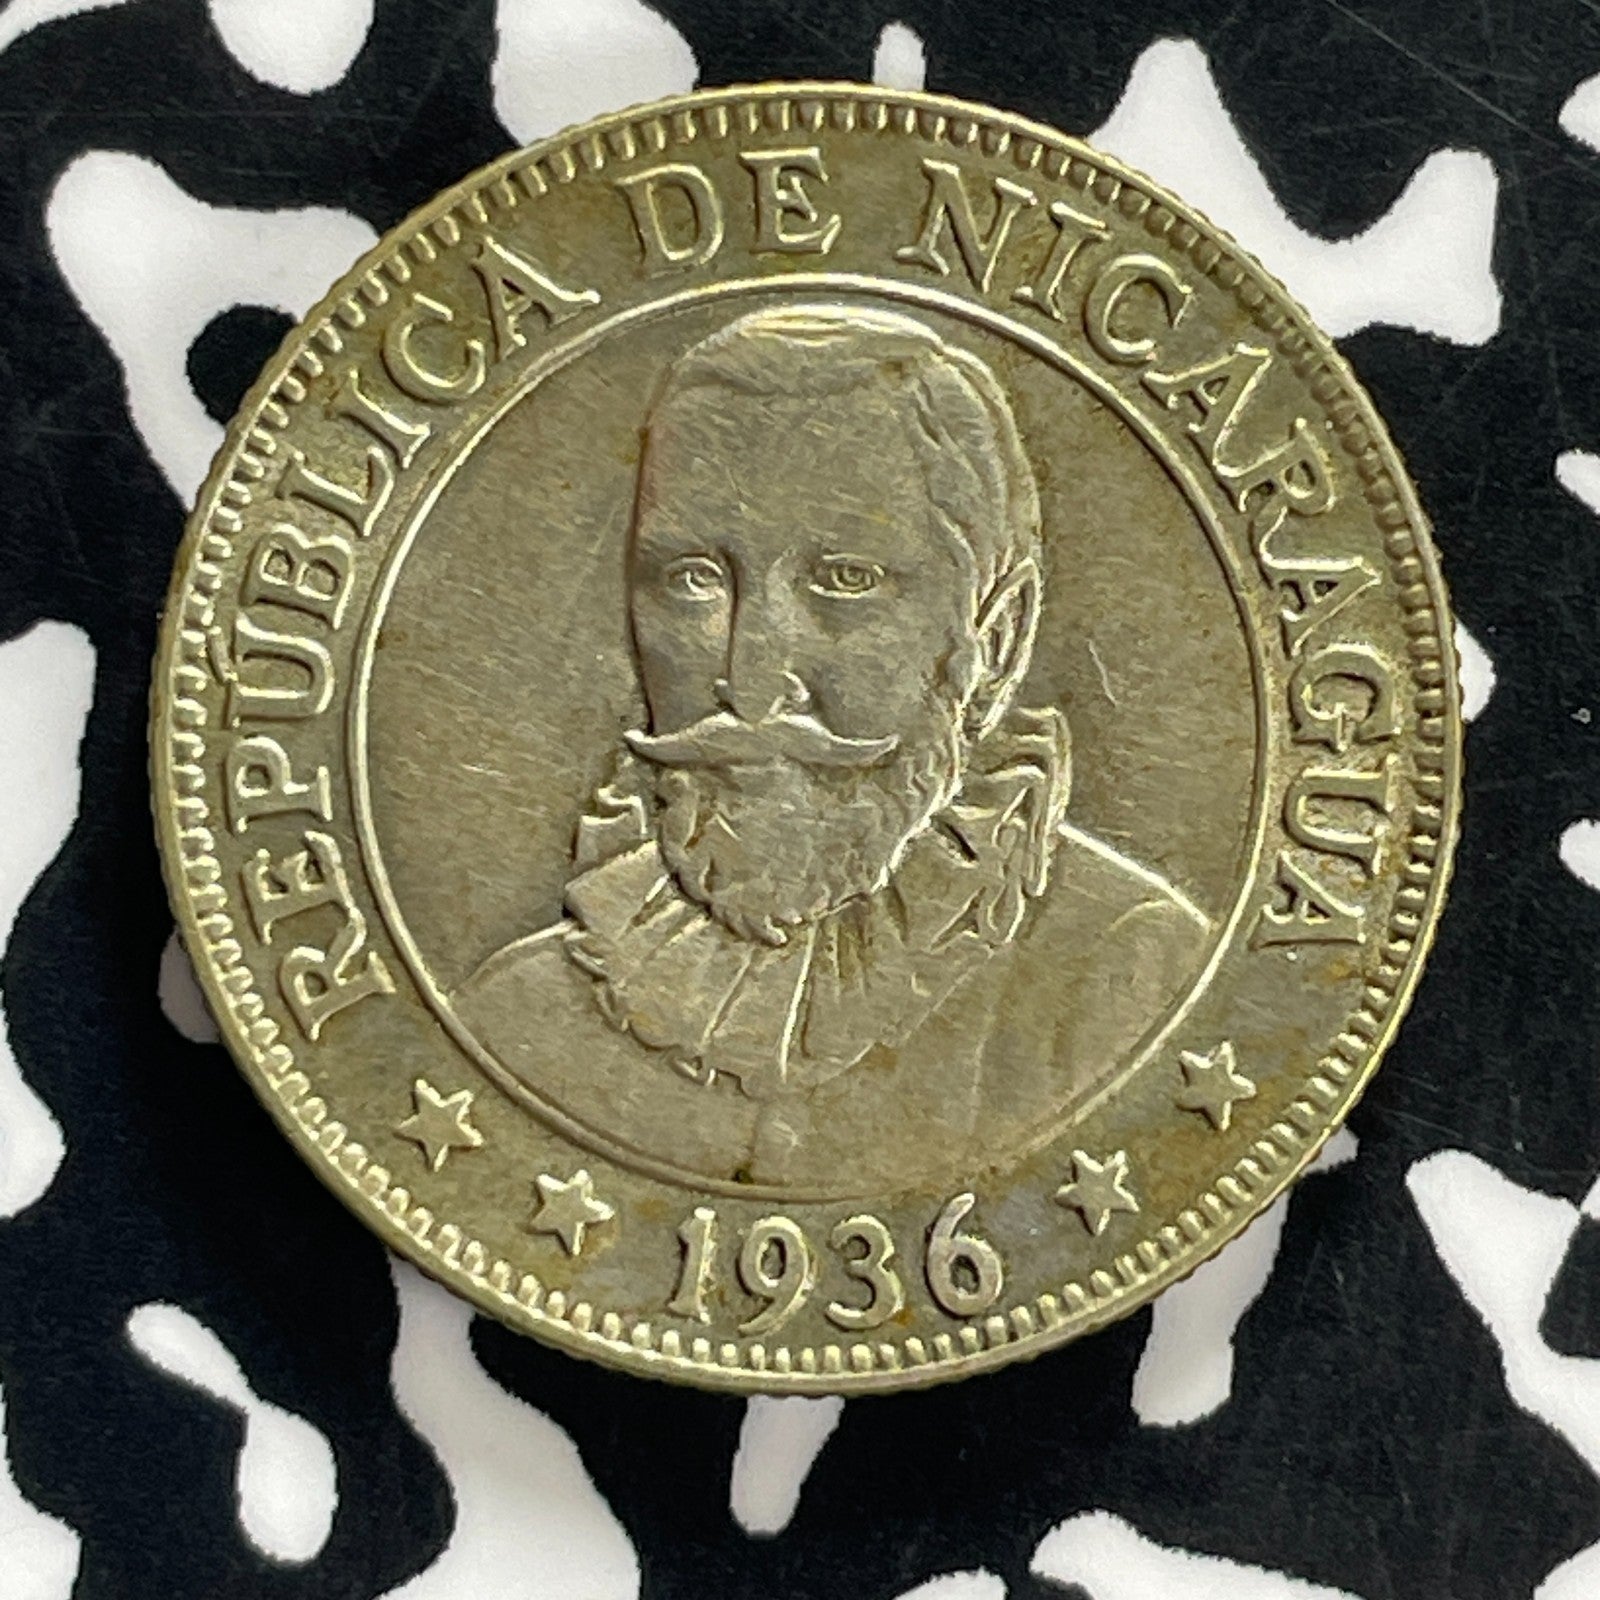 REPÚBLICA DE NICARAGUA
1936